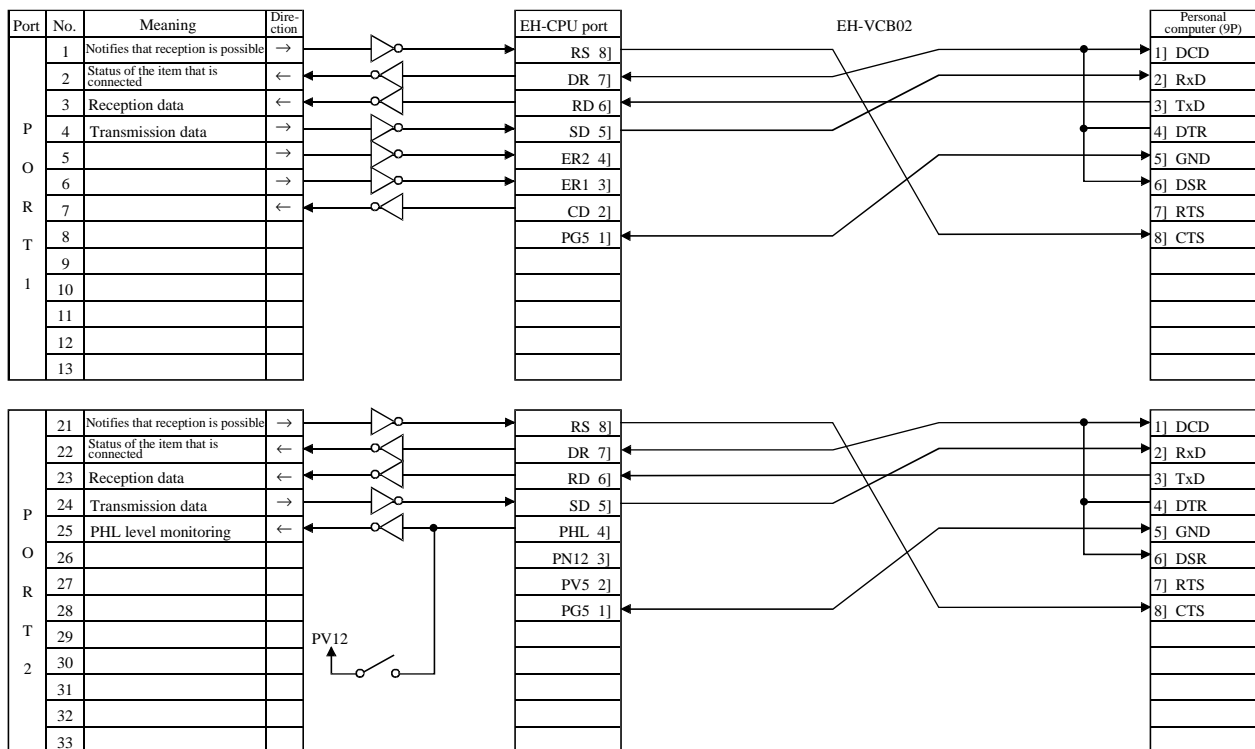 Port No. Meaning Dire-ction EH-CPU port EH-VCB02 Personal computer (9P)
1 Notifies that reception is possible → RS 8] 1] DCD
2 Status of the item that is connected ← DR 7] 2] RxD
3 Reception data ← RD 6] 3] TxD
4 Transmission data → SD 5] 4] DTR
5 → ER2 4] 5] GND
6 → ER1 3] 6] DSR
7 ← CD 2] 7] RTS
8 PG5 1] 8] CTS
9
10
11
12
13
PORT 1
21 Notifies that reception is possible → RS 8] 1] DCD
22 Status of the item that is connected ← DR 7] 2] RxD
23 Reception data ← RD 6] 3] TxD
24 Transmission data → SD 5] 4] DTR
25 PHL level monitoring ← PHL 4] 5] GND
26 PN12 3] 6] DSR
27 PV5 2] 7] RTS
28 PG5 1] 8] CTS
29
PV12
30
31
32
33
PORT 2